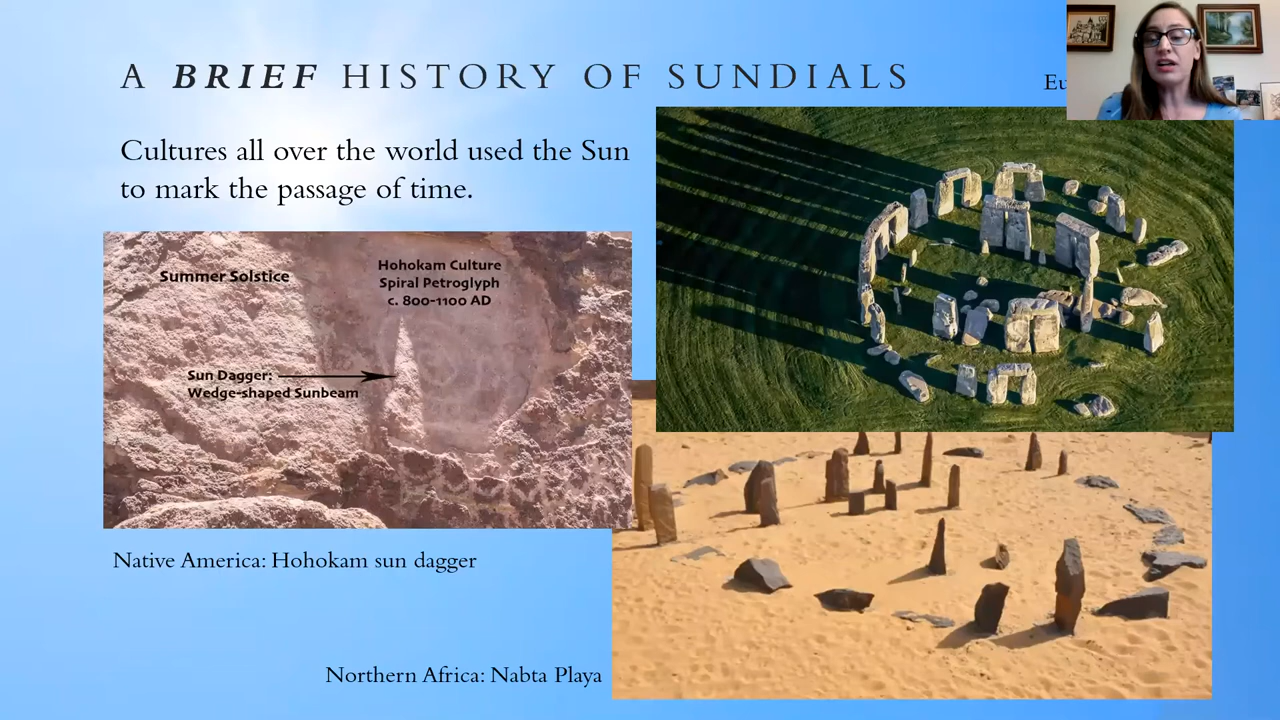 A BRIEF HISTORY OF SUNDIALS
Eu
Cultures all over the world used the Sun
to mark the passage of time.
Summer Solstice
Hohokam Culture
Spiral Petroglyph
c. 800-1100 AD
Sun Dagger:
Wedge-shaped Sunbeam
Native America: Hohokam sun dagger
Northern Africa: Nabta Playa